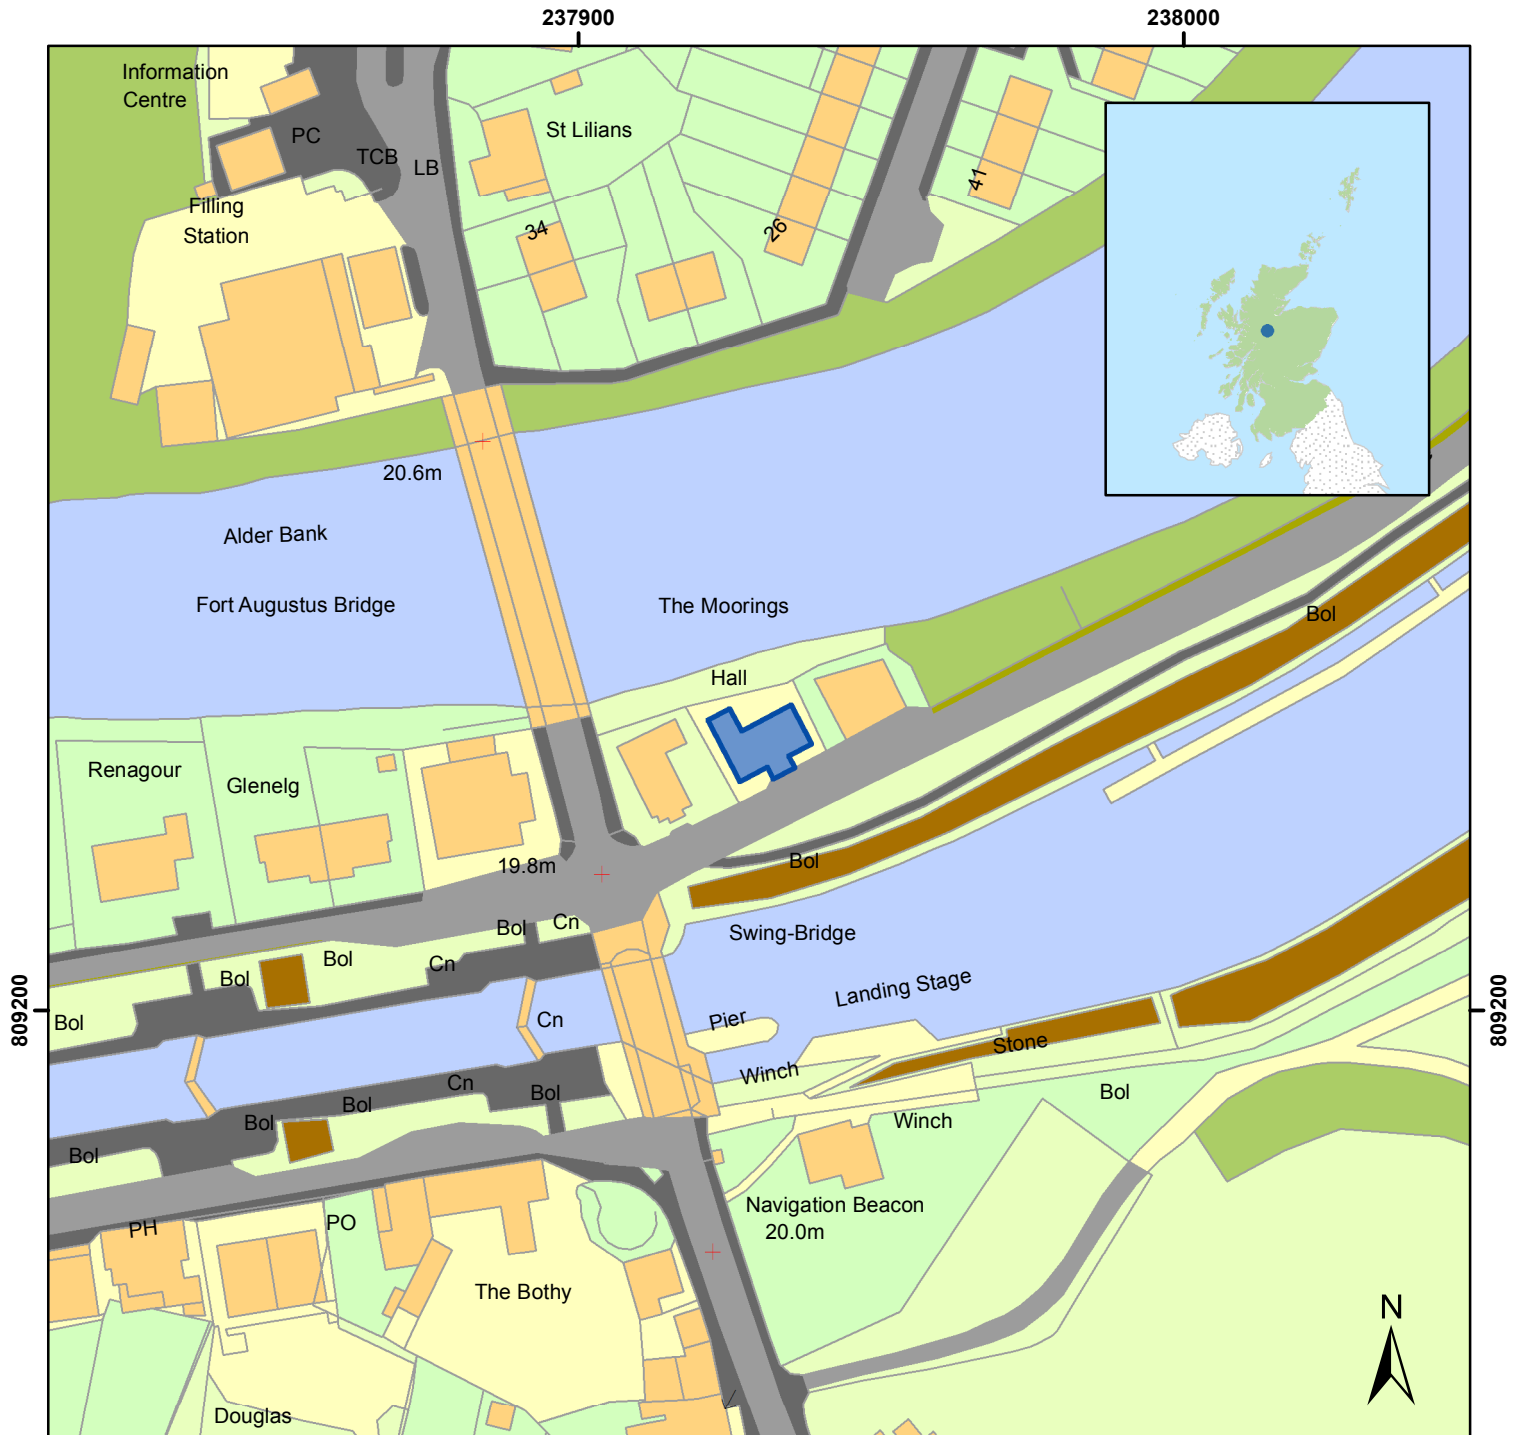 237900
238000
Information
Centre
PC
TCB
LB
St Lilians
41
Filling
Station
34
26
20.6m
Alder Bank
Fort Augustus Bridge
The Moorings
Bol
Hall
Renagour
Glenelg
19.8m
Bol
Bol
Cn
Swing-Bridge
Bol
Bol
Cn
Landing Stage
809200
809200
Bol
Cn
Pier
Stone
Winch
Cn
Bol
Bol
Bol
Bol
Winch
Bol
Navigation Beacon
20.0m
PH
PO
The Bothy
N
Douglas